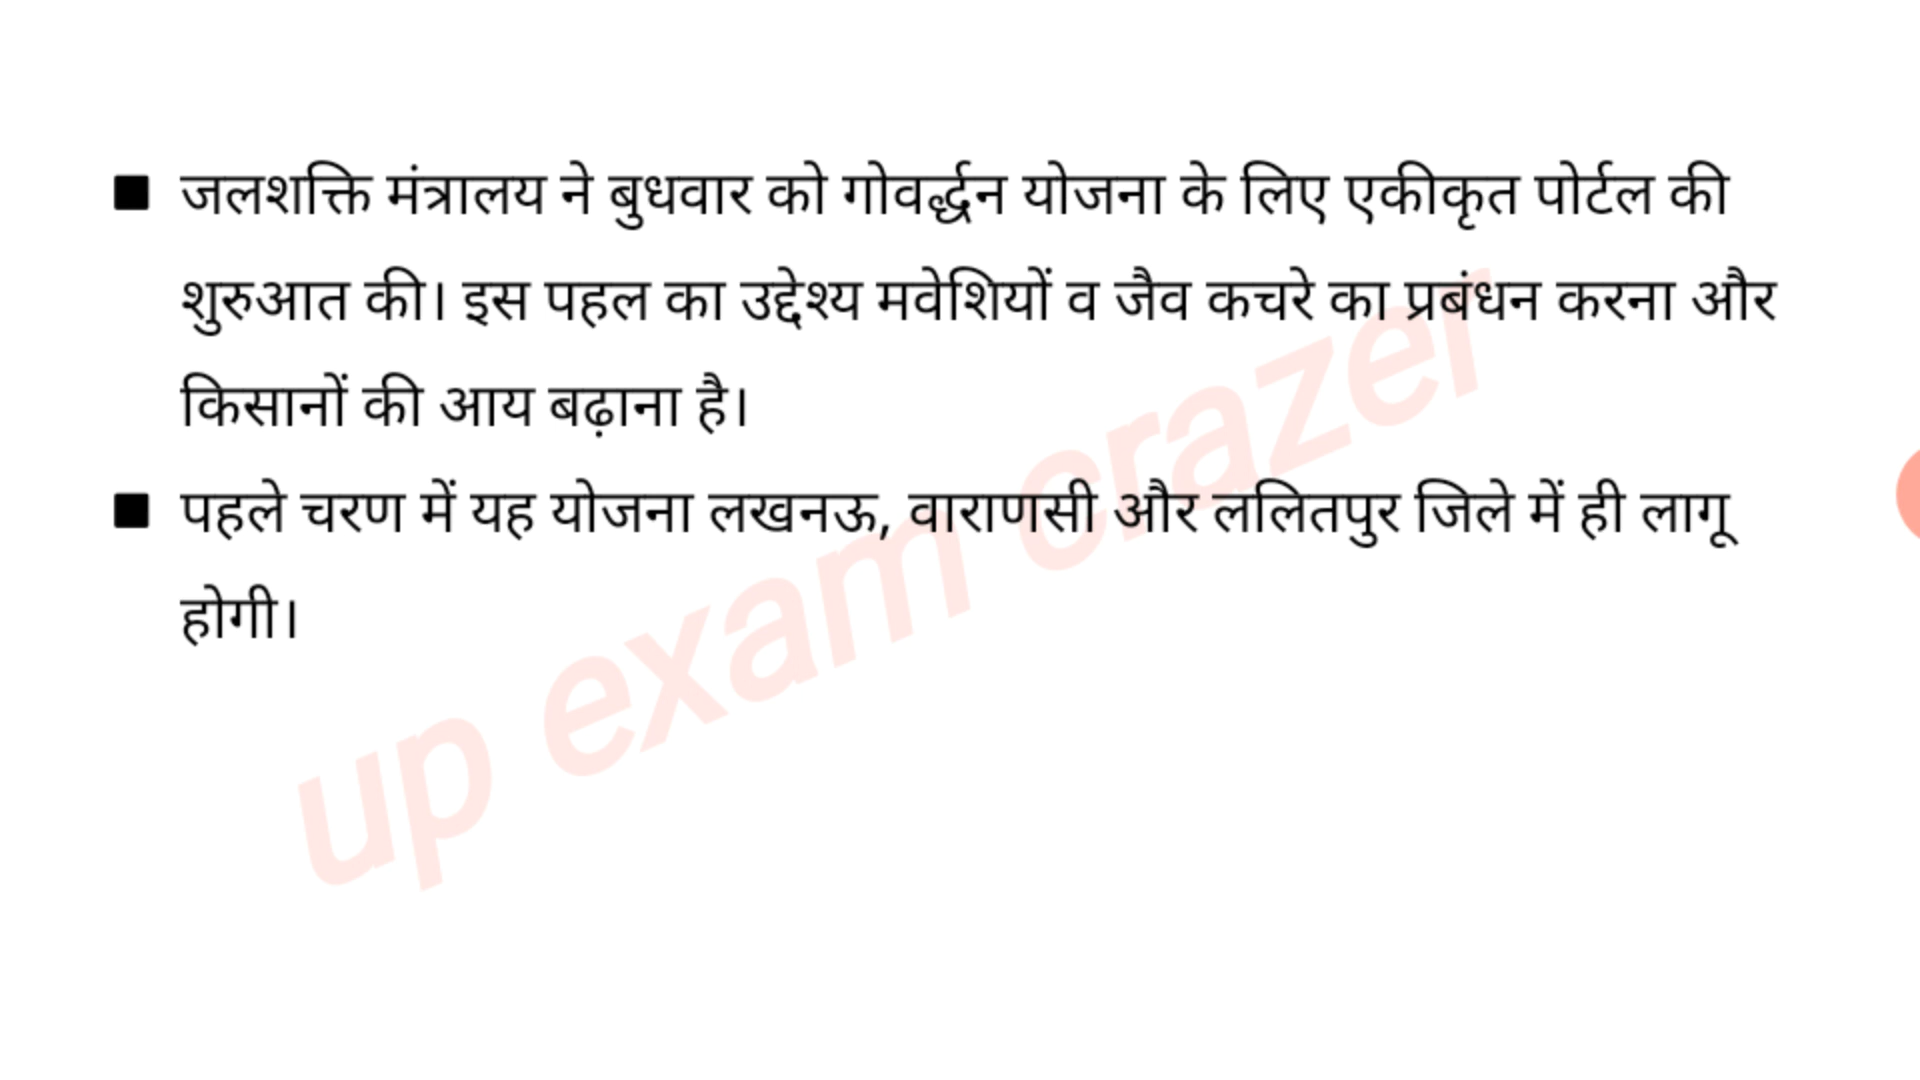 ■ जलशक्ति मंत्रालय ने बुधवार को गोवर्द्धन योजना के लिए एकीकृत पोर्टल की
शुरुआत की। इस पहल का उद्देश्य मवेशियों व जैव कचरे का प्रबंधन करना और
किसानों की आय बढ़ाना है।
■ पहले चरण में यह योजना लखनऊ, वाराणसी और ललितपुर जिले में ही लागू
होगी।
up exam crazer